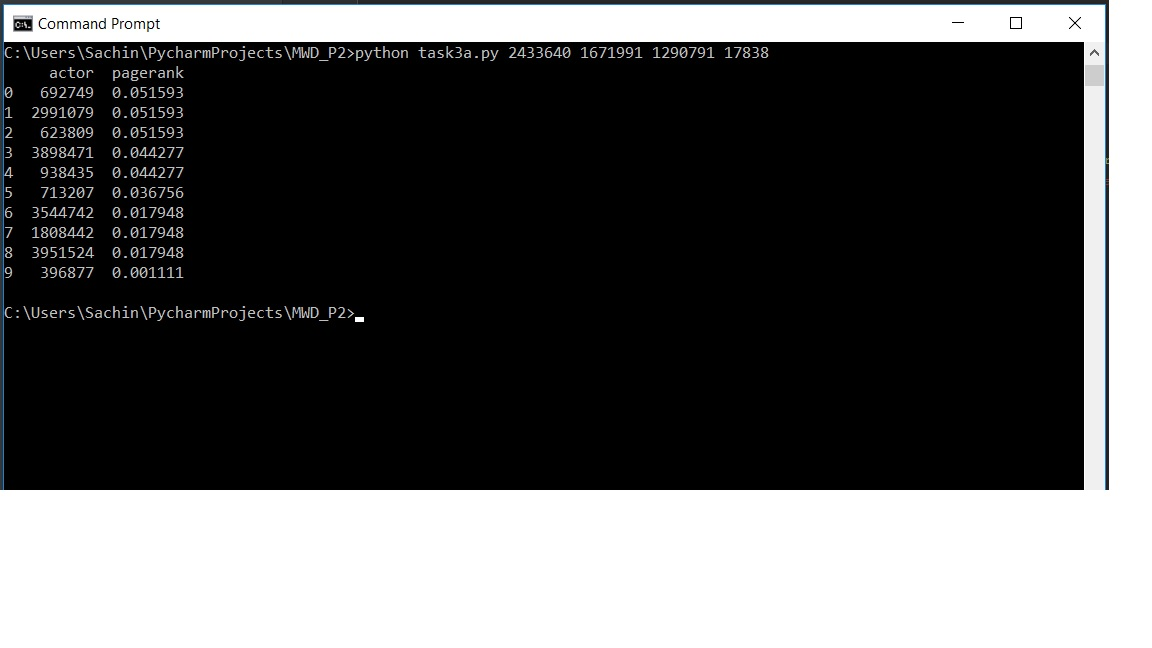 Command Prompt
C:\Users\Sachin\PycharmProjects\MWD_P2>python task3a.py 2433640 1671991 1290791 17838
     actor  pagerank
0   692749  0.051593
1  2991079  0.051593
2   623809  0.051593
3  3898471  0.044277
4   938435  0.044277
5   713207  0.036756
6  3544742  0.017948
7  1808442  0.017948
8  3951524  0.017948
9   396877  0.001111
C:\Users\Sachin\PycharmProjects\MWD_P2>